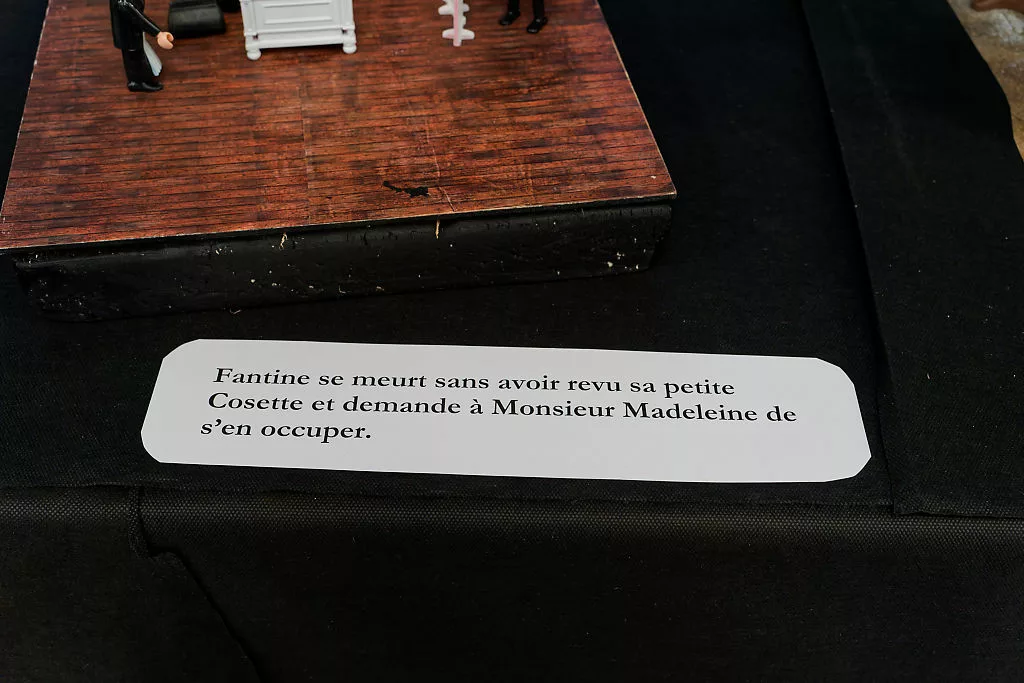 Fantine se meurt sans avoir revu sa petite
Cosette et demande à Monsieur Madeleine de
s’en occuper.